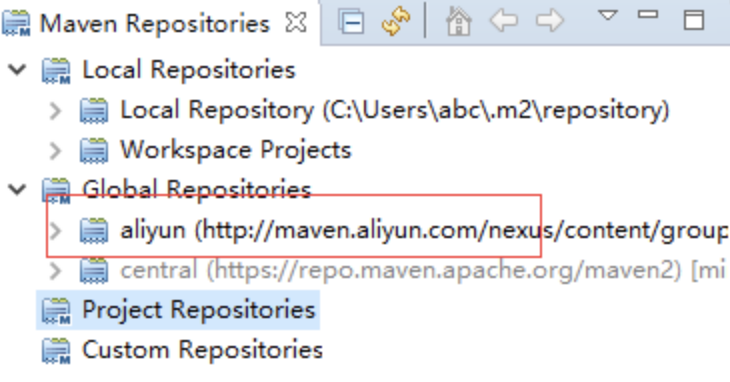 Maven Repositories
Local Repositories
Local Repository (C:\Users\abc\.m2\repository)
Workspace Projects
Global Repositories
aliyun (http://maven.aliyun.com/nexus/content/group
central (https://repo.maven.apache.org/maven2) [mi
Project Repositories
Custom Repositories